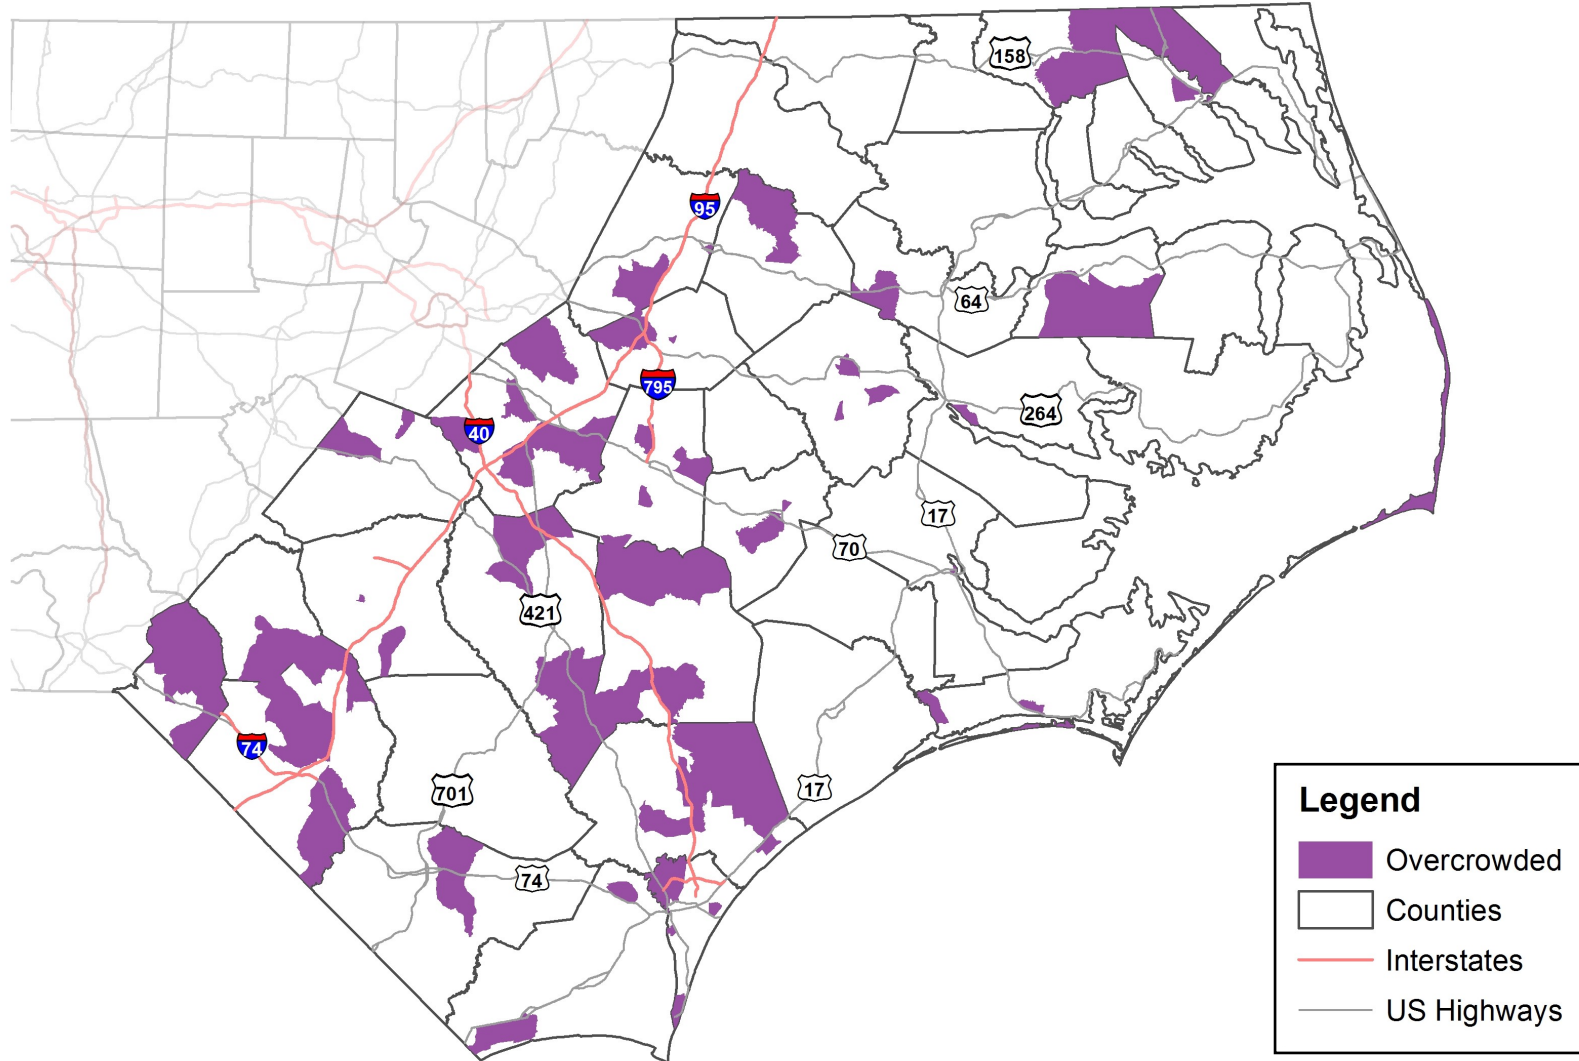 158
95
64
795
264
40
17
70
421
74
701
17
74
Legend
Overcrowded
Counties
Interstates
US Highways